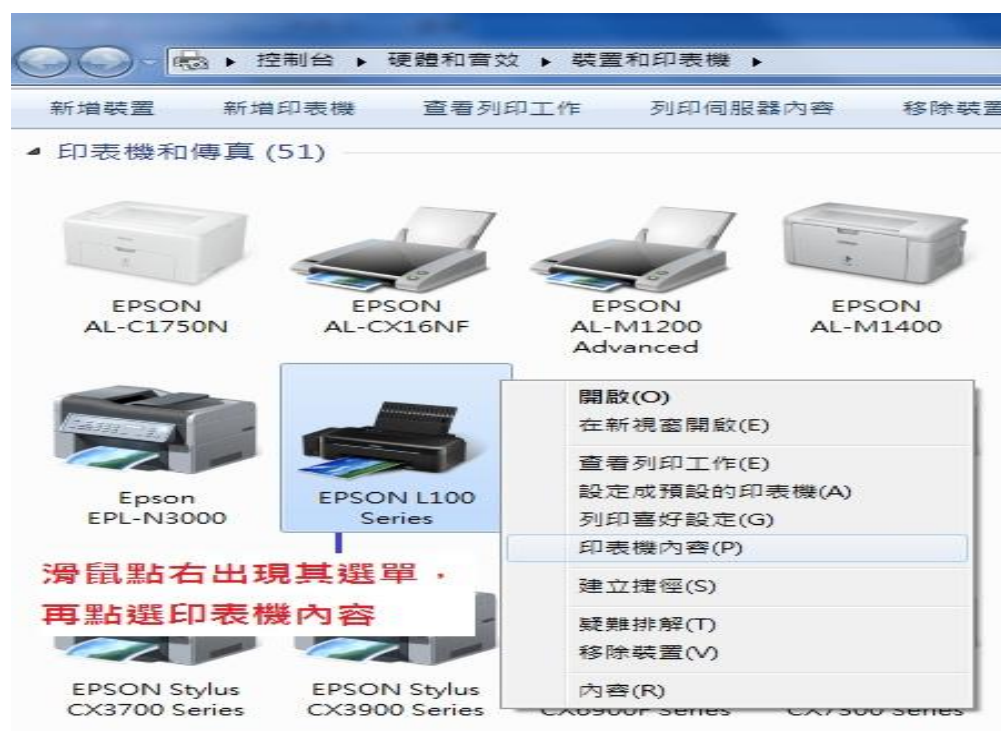 控制台 ▸ 硬體和音效 ▸ 裝置和印表機 ▸
新增裝置 新增印表機 查看列印工作 列印伺服器內容 移除裝置
印表機和傳真 (51)
EPSON
AL-C1750N
EPSON
AL-CX16NF
EPSON
AL-M1200
Advanced
EPSON
AL-M1400
Epson
EPL-N3000
EPSON L100
Series
開啟(O)
在新視窗開啟(E)
查看列印工作(E)
設定成預設的印表機(A)
列印喜好設定(G)
印表機內容(P)
建立捷徑(S)
疑難排解(T)
移除裝置(V)
內容(R)
滑鼠點右出現其選單，
再點選印表機內容
EPSON Stylus
CX3700 Series
EPSON Stylus
CX3900 Series
CX6900F Series
CX7300 Series